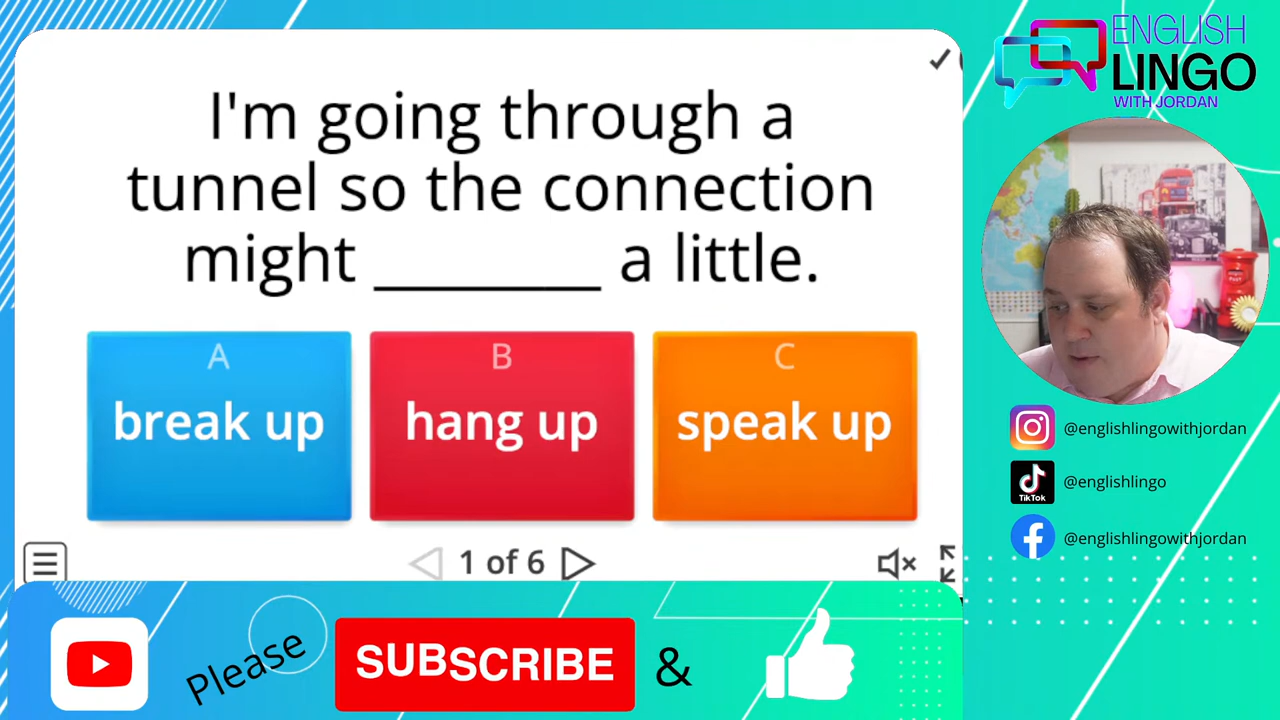 I'm going through a
tunnel so the connection
might ________ a little.
A
break up
B
hang up
C
speak up
1 of 6
Please
SUBSCRIBE
&
ENGLISH
LINGO
WITH JORDAN
@englishlingowithjordan
TikTok
@englishlingo
@englishlingowithjordan